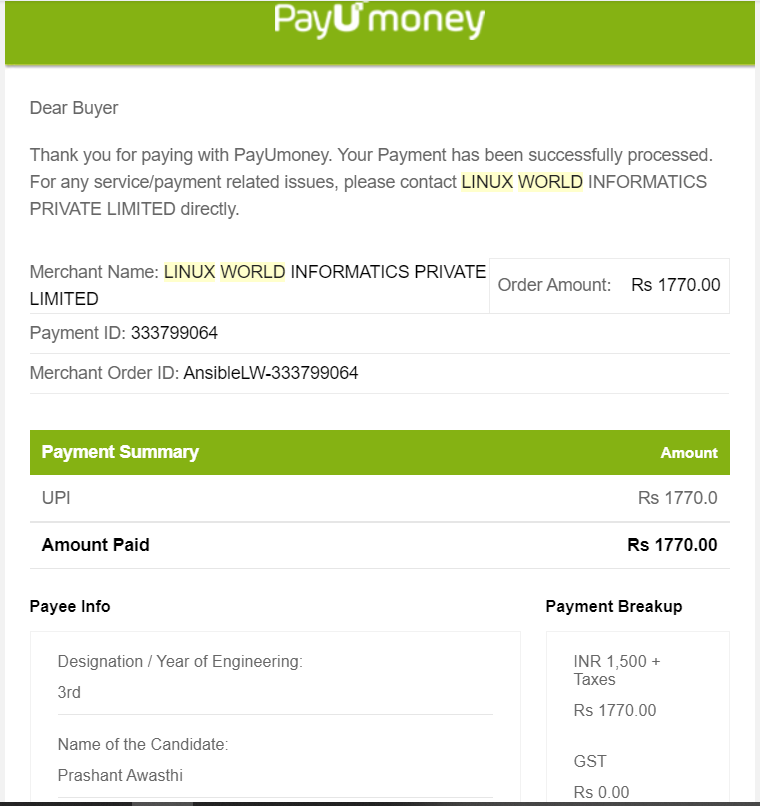 PayUmoney
Dear Buyer
Thank you for paying with PayUmoney. Your Payment has been successfully processed.
For any service/payment related issues, please contact LINUX WORLD INFORMATICS
PRIVATE LIMITED directly.
Merchant Name: LINUX WORLD INFORMATICS PRIVATE
LIMITED
Order Amount: Rs 1770.00
Payment ID: 333799064
Merchant Order ID: AnsibleLW-333799064
Payment Summary Amount
UPI Rs 1770.0
Amount Paid Rs 1770.00
Payee Info
Designation / Year of Engineering:
3rd
Name of the Candidate:
Prashant Awasthi
Payment Breakup
INR 1,500 +
Taxes
Rs 1770.00
GST
Rs 0.00